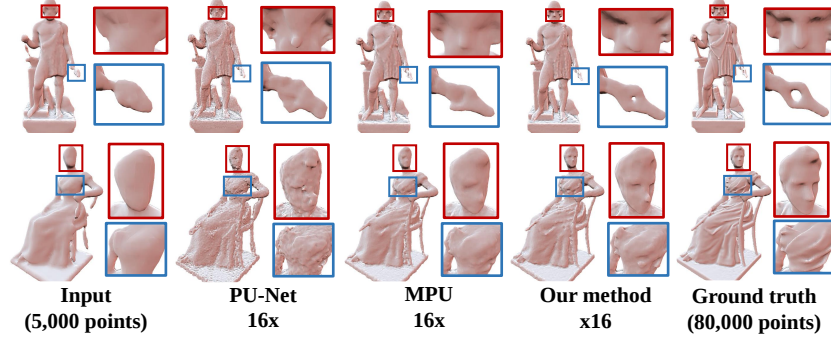 Input
(5,000 points)
PU-Net
16x
MPU
16x
Our method
x16
Ground truth
(80,000 points)